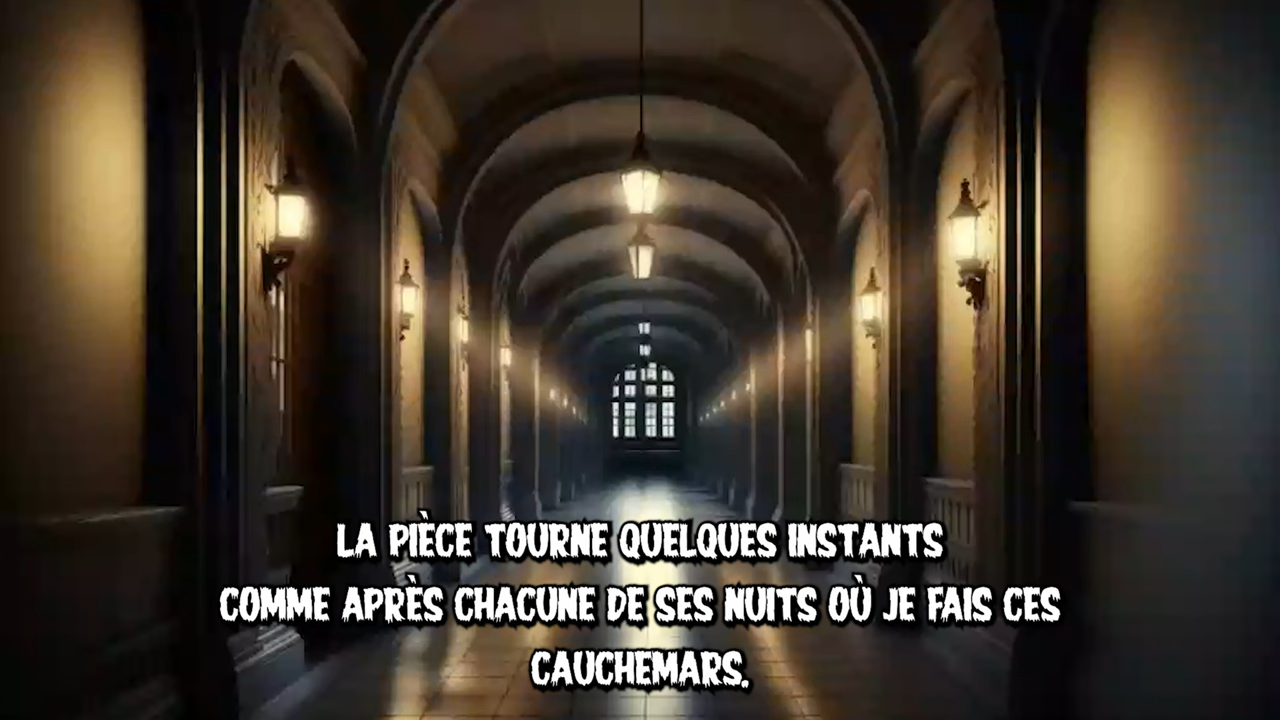 LA PIÈCE TOURNE QUELQUES INSTANTS
COMME APRÈS CHACUNE DE SES NUITS OÙ JE FAIS CES
CAUCHEMARS.